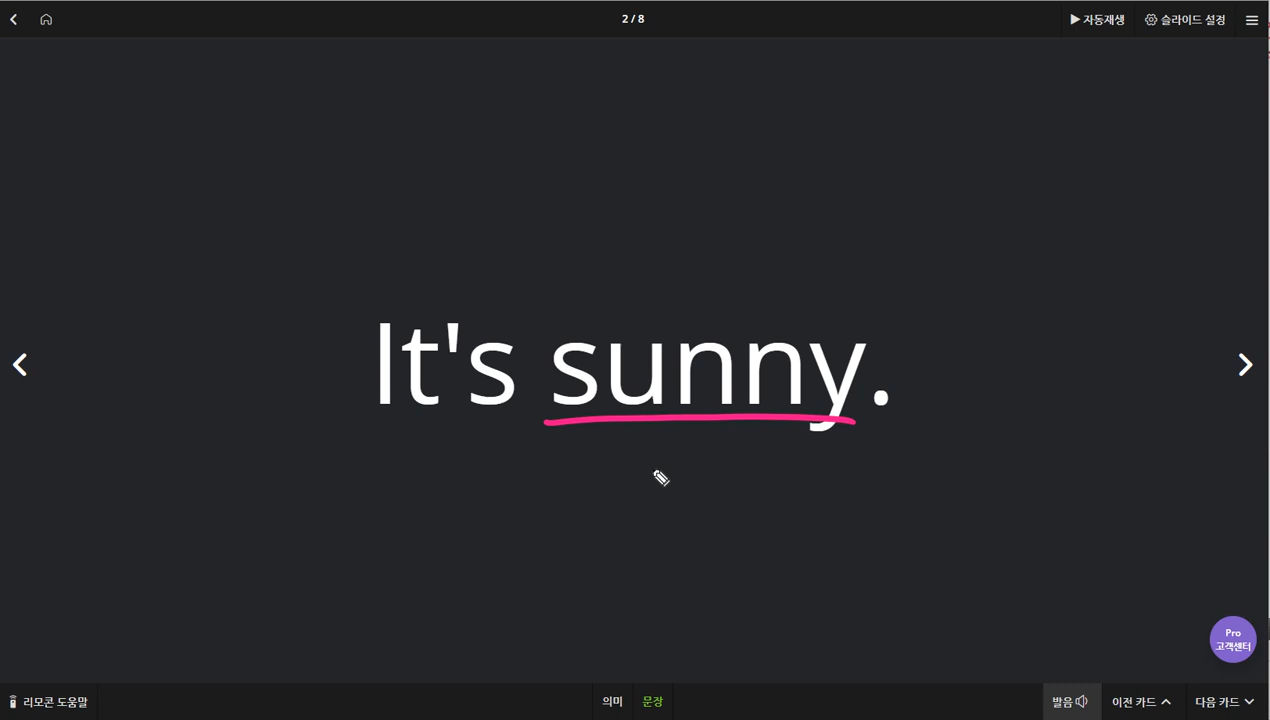 2 / 8
자동재생
슬라이드 설정
It's sunny.
Pro
고객센터
리모콘 도움말
의미
문장
발음
이전 카드
다음 카드